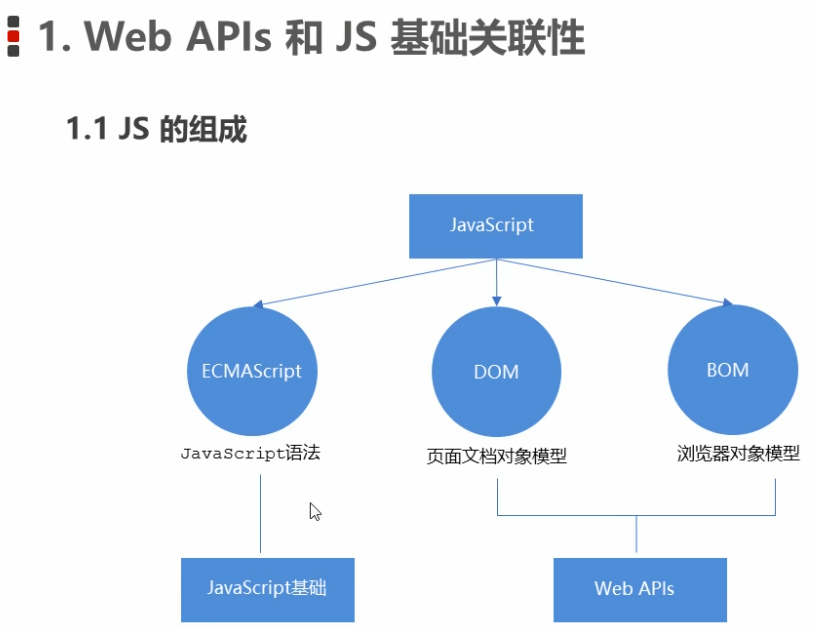 1. Web APIs 和 JS 基础关联性
1.1 JS 的组成
JavaScript
ECMAScript
DOM
BOM
JavaScript语法
页面文档对象模型
浏览器对象模型
JavaScript基础
Web APIs